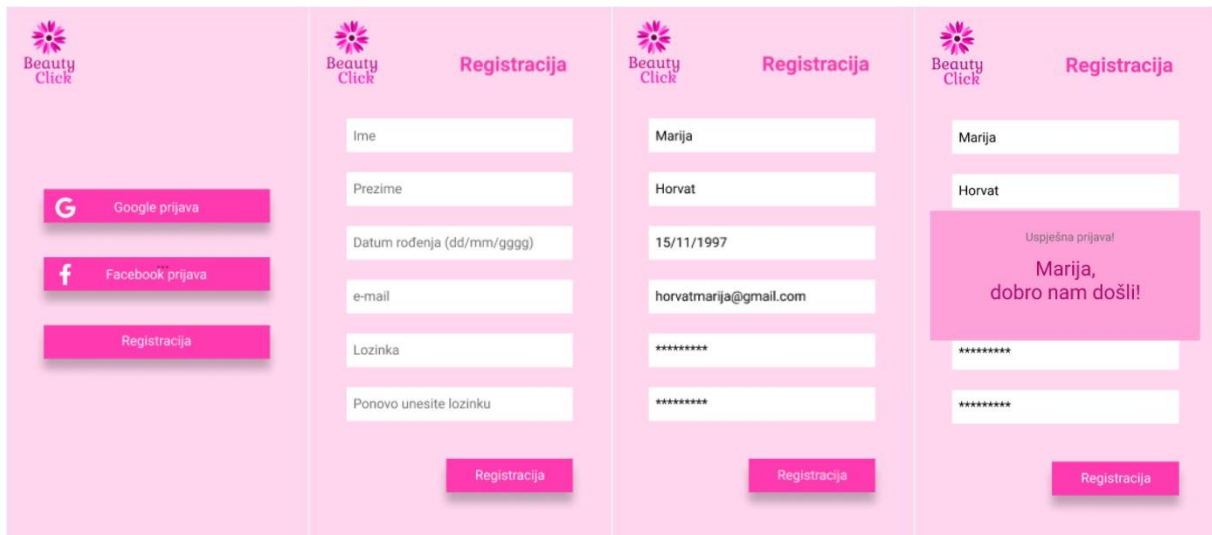 Beauty
Click
Google prijava
Facebook prijava
Registracija
Beauty
Click
Registracija
Ime
Prezime
Datum rođenja (dd/mm/gggg)
e-mail
Lozinka
Ponovo unesite lozinku
Registracija
Beauty
Click
Registracija
Marija
Horvat
15/11/1997
horvatmarija@gmail.com
*********
*********
Registracija
Beauty
Click
Registracija
Marija
Horvat
Uspješna prijava!
Marija,
dobro nam došli!
*********
*********
Registracija